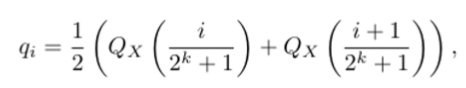 q_i = \frac{1}{2} \left( Q_X \left( \frac{i}{2^k + 1} \right) + Q_X \left( \frac{i + 1}{2^k + 1} \right) \right),